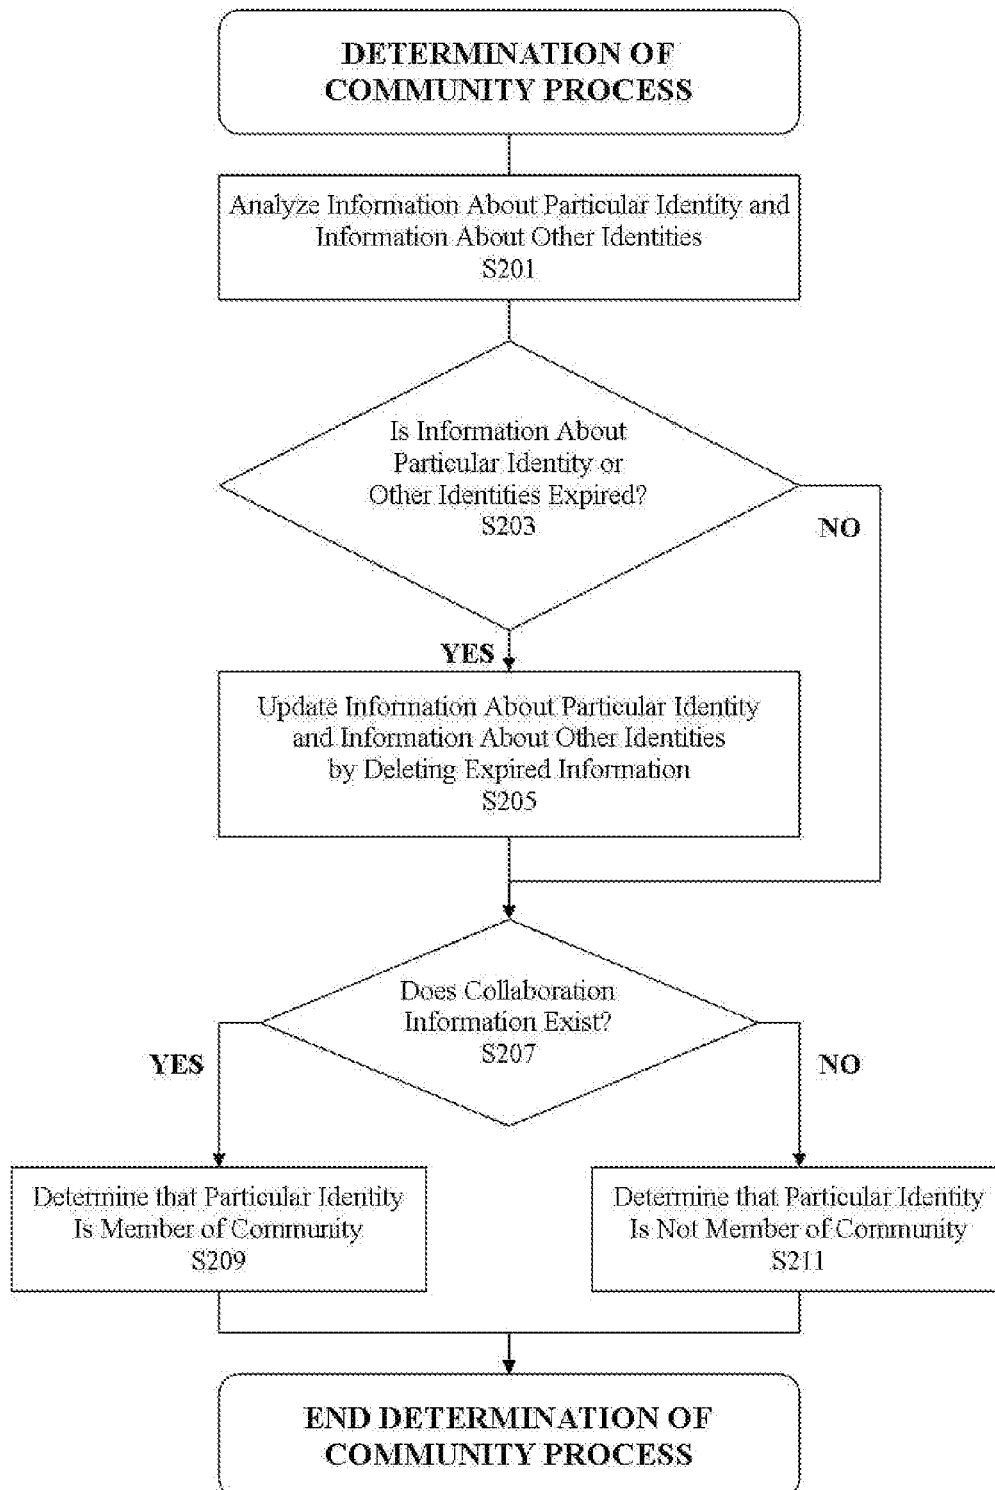 DETERMINATION OF
COMMUNITY PROCESS
Analyze Information About Particular Identity and
Information About Other Identities
S201
Is Information About
Particular Identity or
Other Identities Expired?
S203
NO
YES
Update Information About Particular Identity
and Information About Other Identities
by Deleting Expired Information
S205
Does Collaboration
Information Exist?
S207
YES
NO
Determine that Particular Identity
Is Member of Community
S209
Determine that Particular Identity
Is Not Member of Community
S211
END DETERMINATION OF
COMMUNITY PROCESS